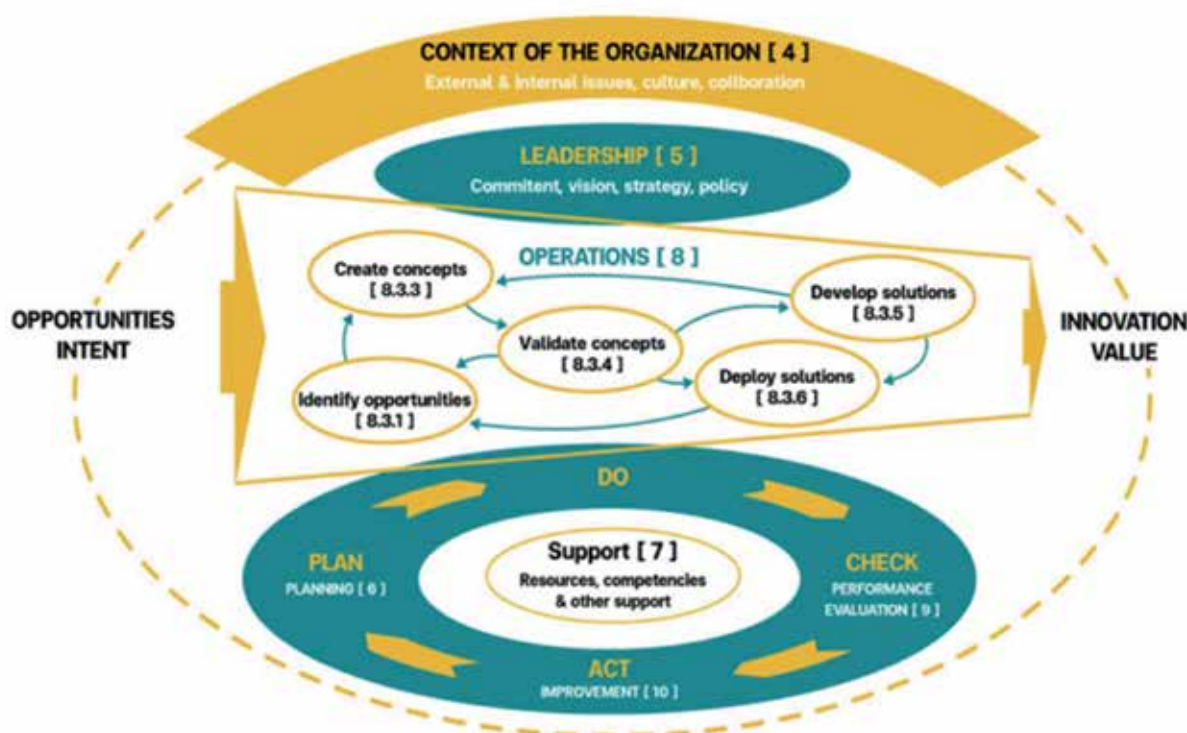 CONTEXT OF THE ORGANIZATION [ 4 ]
External & internal issues, culture, collboration
LEADERSHIP [ 5 ]
Commitent, vision, strategy, policy
OPPORTUNITIES
INTENT
OPERATIONS [ 8 ]
Create concepts
[ 8.3.3 ]
Develop solutions
[ 8.3.5 ]
Validate concepts
[ 8.3.4 ]
Identify opportunities
[ 8.3.1 ]
Deploy solutions
[ 8.3.6 ]
INNOVATION
VALUE
DO
PLAN
PLANNING [ 6 ]
Support [ 7 ]
Resources, competencies
& other support
CHECK
PERFORMANCE
EVALUATION [ 9 ]
ACT
IMPROVEMENT [ 10 ]